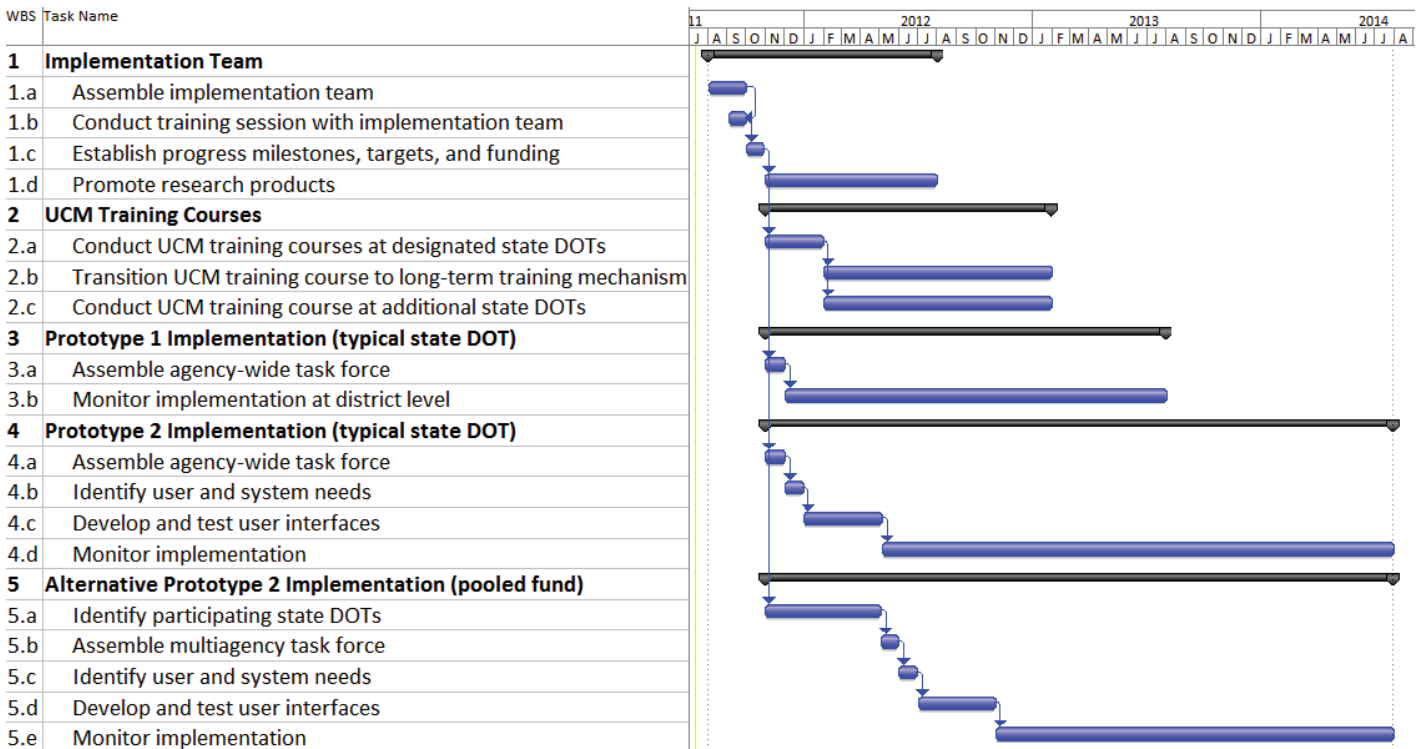 WBS Task Name
11 2012 2013 2014
J A S O N D J F M A M J J A S O N D J F M A M J J A S O N D J F M A M J J A
1 Implementation Team
1.a Assemble implementation team
1.b Conduct training session with implementation team
1.c Establish progress milestones, targets, and funding
1.d Promote research products
2 UCM Training Courses
2.a Conduct UCM training courses at designated state DOTs
2.b Transition UCM training course to long-term training mechanism
2.c Conduct UCM training course at additional state DOTs
3 Prototype 1 Implementation (typical state DOT)
3.a Assemble agency-wide task force
3.b Monitor implementation at district level
4 Prototype 2 Implementation (typical state DOT)
4.a Assemble agency-wide task force
4.b Identify user and system needs
4.c Develop and test user interfaces
4.d Monitor implementation
5 Alternative Prototype 2 Implementation (pooled fund)
5.a Identify participating state DOTs
5.b Assemble multiagency task force
5.c Identify user and system needs
5.d Develop and test user interfaces
5.e Monitor implementation